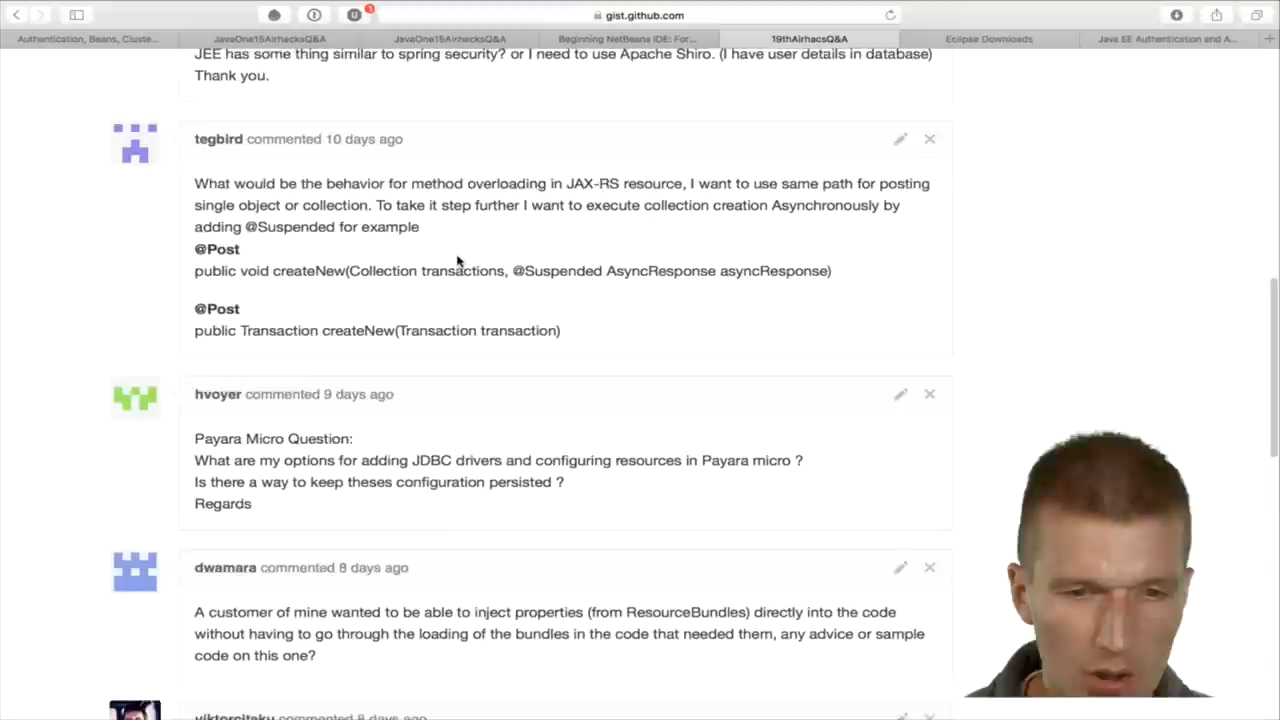 gist.github.com
Authentication, Beans, Cluste...
JavaOne15AirhacksQ&A
JavaOne15AirhacksQ&A
Beginning NetBeans IDE: For...
19thAirhacsQ&A
Eclipse Downloads
Java EE Authentication and A...
JEE has some thing similar to spring security? or I need to use Apache Shiro. (I have user details in database)
Thank you.
tegbird commented 10 days ago
What would be the behavior for method overloading in JAX-RS resource, I want to use same path for posting
single object or collection. To take it step further I want to execute collection creation Asynchronously by
adding @Suspended for example
@Post
public void createNew(Collection transactions, @Suspended AsyncResponse asyncResponse)
@Post
public Transaction createNew(Transaction transaction)
hvoyer commented 9 days ago
Payara Micro Question:
What are my options for adding JDBC drivers and configuring resources in Payara micro ?
Is there a way to keep theses configuration persisted ?
Regards
dwamara commented 8 days ago
A customer of mine wanted to be able to inject properties (from ResourceBundles) directly into the code
without having to go through the loading of the bundles in the code that needed them, any advice or sample
code on this one?
commented 8 days ago